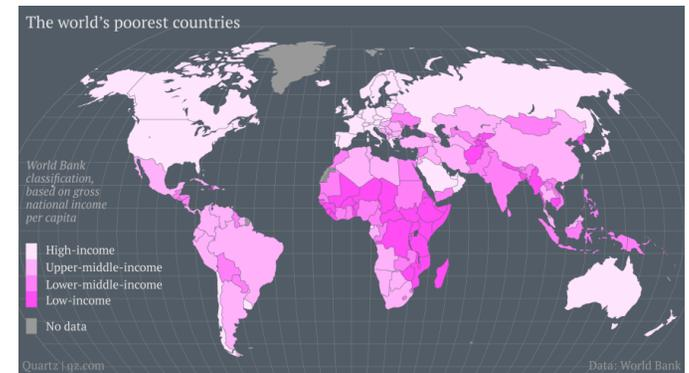 The world's poorest countries
World Bank
classification,
based on gross
national income
per capita
High-income
Upper-middle-income
Lower-middle-income
Low-income
No data
Quartz | qz.com
Data: World Bank